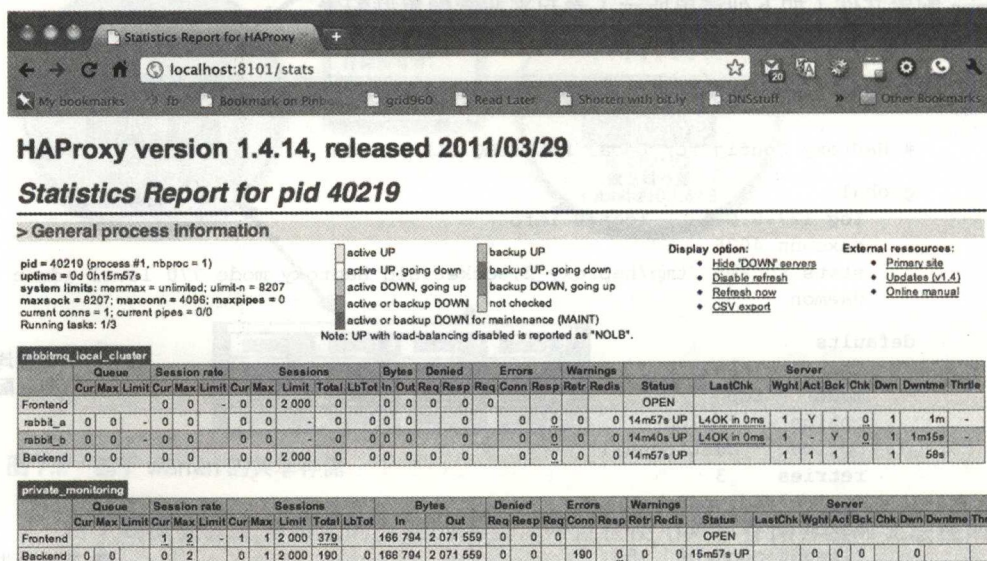 Statistics Report for HAProxy
localhost:8101/stats
20
My bookmarks fb Bookmark on grid960 Read Later Shorten with bit.ly DNSstuff » Other Bookmarks
HAProxy version 1.4.14, released 2011/03/29
Statistics Report for pid 40219
> General process information
pid = 40219 (process #1, nbproc = 1)
uptime = 0d 0h15m57s
system limits: memmax = unlimited; ulimit-n = 8207
maxsock = 8207; maxconn = 4096; maxpipes = 0
current conns = 1; current pipes = 0/0
Running tasks: 1/3
active UP backup UP
active UP, going down backup UP, going down
active DOWN, going up backup DOWN, going up
active or backup DOWN not checked
active or backup DOWN for maintenance (MAINT)
Note: UP with load-balancing disabled is reported as "NOLB".
Display option:
• Hide 'DOWN' servers
• Disable refresh
• Refresh now
• CSV export
External ressources:
• Primary site
• Updates (v1.4)
• Online manual
rabbitmq_local_cluster
Queue Session rate Sessions Bytes Denied Errors Warnings Server
Cur Max Limit Cur Max Limit Cur Max Limit Total LbTot In Out Req Resp Req Conn Resp Retr Redis Status LastChk Wght Act Bck Chk Dwn Dwntme Thrtle
Frontend 0 0 - 0 0 2 000 0 0 0 0 0 0 OPEN
rabbit_a 0 0 - 0 0 0 0 - 0 0 0 0 0 0 0 0 0 14m57s UP L4OK in 0ms 1 Y - 0 1 1m -
rabbit_b 0 0 - 0 0 0 0 - 0 0 0 0 0 0 0 0 0 14m40s UP L4OK in 0ms 1 - Y 0 1 1m15s -
Backend 0 0 0 0 0 0 2 000 0 0 0 0 0 0 0 0 0 0 14m57s UP 1 1 1 1 58s
private_monitoring
Queue Session rate Sessions Bytes Denied Errors Warnings Server
Cur Max Limit Cur Max Limit Cur Max Limit Total LbTot In Out Req Resp Req Conn Resp Retr Redis Status LastChk Wght Act Bck Chk Dwn Dwntme
Frontend 1 2 - 1 1 2 000 379 166 794 2 071 559 0 0 0 OPEN
Backend 0 0 0 2 0 1 2 000 190 0 166 794 2 071 559 0 0 190 0 0 0 15m57s UP 0 0 0 0